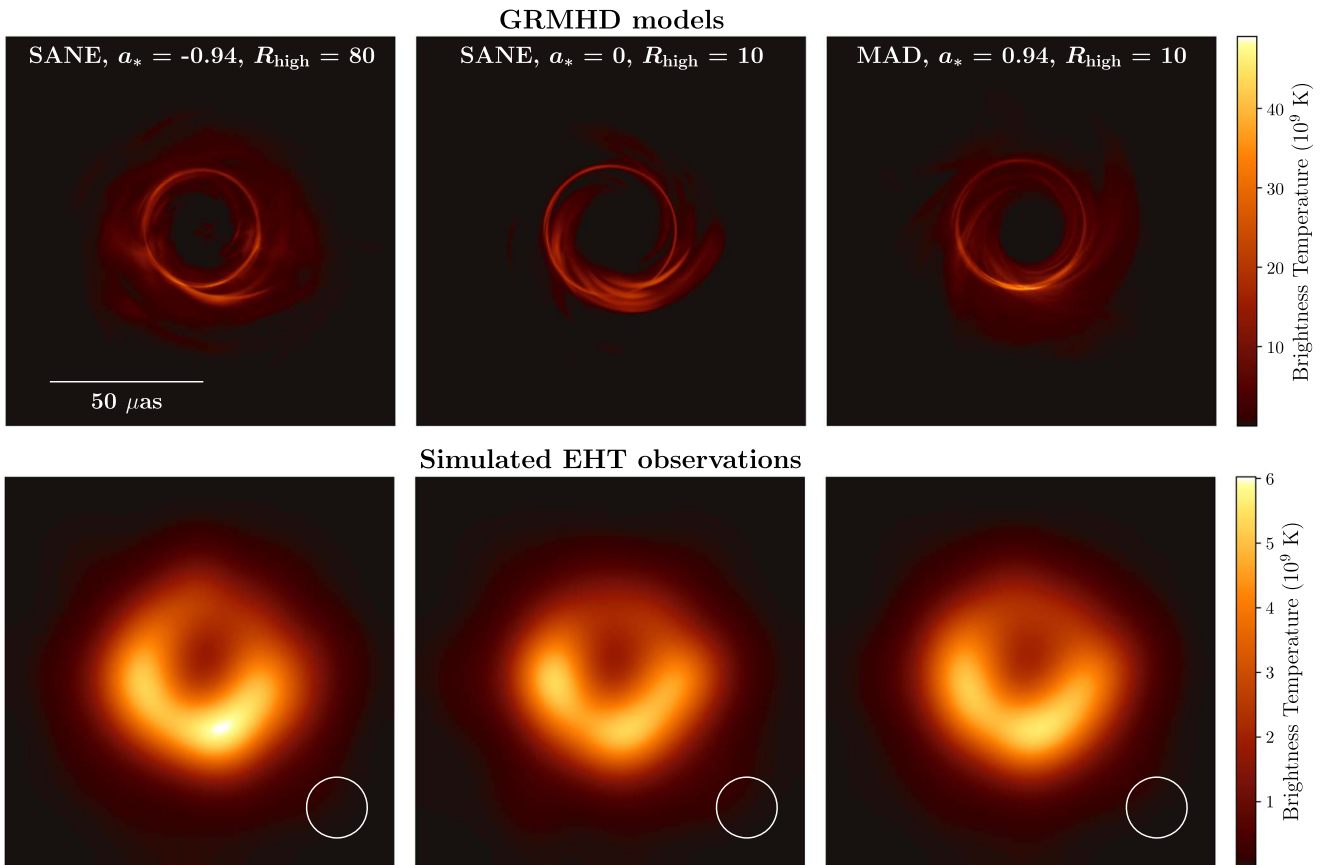 GRMHD models
SANE, a* = -0.94, Rhigh = 80
SANE, a* = 0, Rhigh = 10
MAD, a* = 0.94, Rhigh = 10
50 μas
40
30
20
10
Brightness Temperature (10⁹ K)
Simulated EHT observations
6
5
4
3
2
1
Brightness Temperature (10⁹ K)